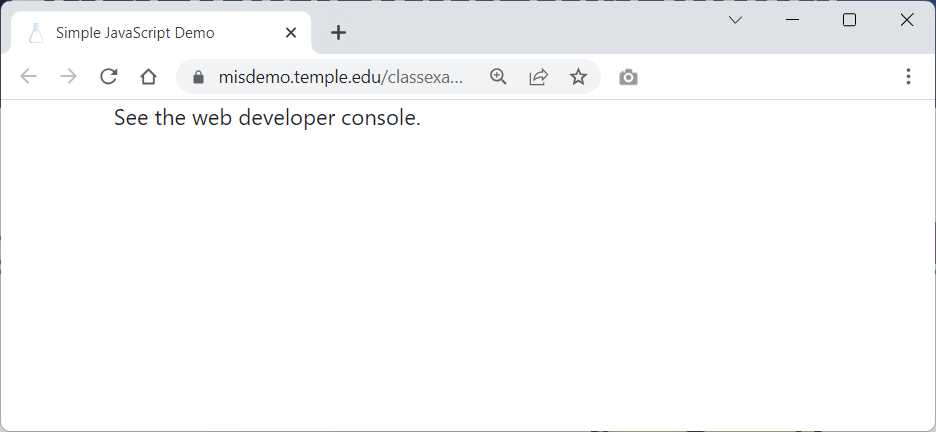 Simple JavaScript Demo
misdemo.temple.edu/classexa...
See the web developer console.